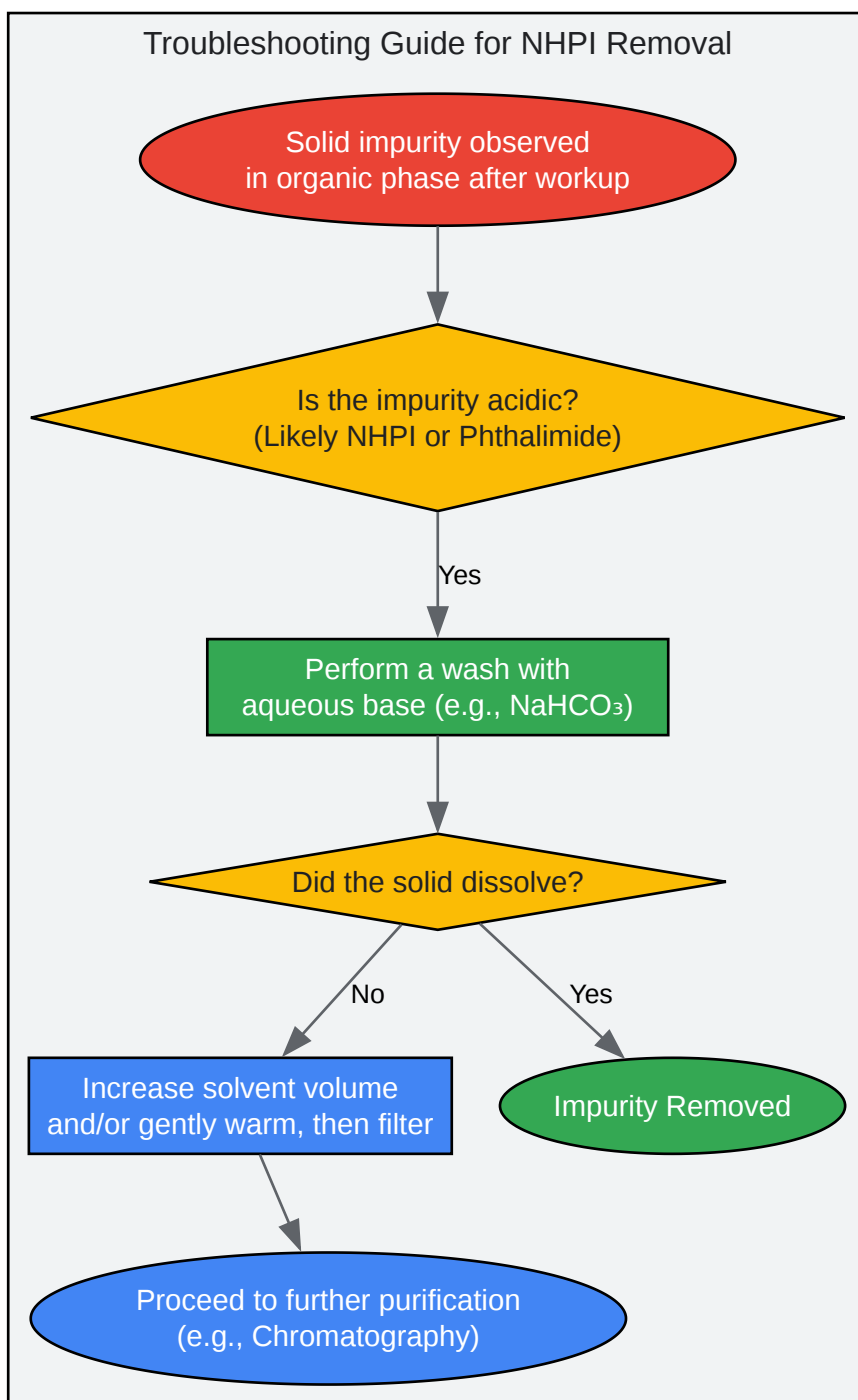 Troubleshooting Guide for NHPI Removal
Solid impurity observed
in organic phase after workup
Is the impurity acidic?
(Likely NHPI or Phthalimide)
Yes
Perform a wash with
aqueous base (e.g., NaHCO₃)
Did the solid dissolve?
No
Yes
Increase solvent volume
and/or gently warm, then filter
Impurity Removed
Proceed to further purification
(e.g., Chromatography)